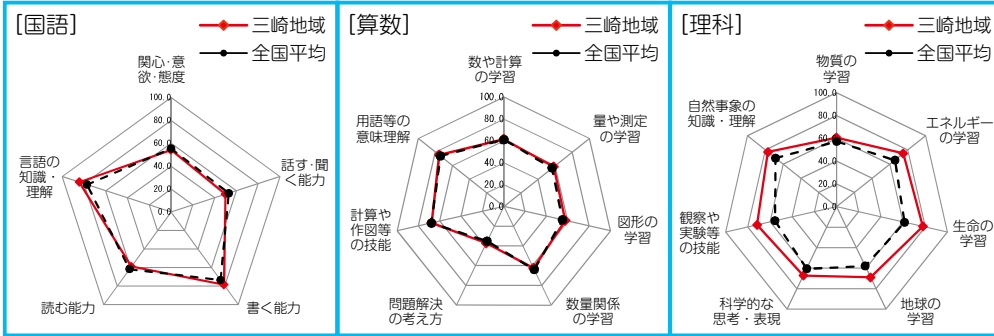 [国語]
三崎地域
全国平均
関心・意
欲・態度
100.0
80.0
60.0
40.0
20.0
0.0
話す・聞
く能力
書く能力
読む能力
言語の
知識・
理解
[算数]
三崎地域
全国平均
数や計算
の学習
100.0
80.0
60.0
40.0
20.0
0.0
量や測定
の学習
図形の
学習
数量関係
の学習
問題解決
の考え方
計算や
作図等
の技能
用語等の
意味理解
[理科]
三崎地域
全国平均
物質の
学習
100.0
80.0
60.0
40.0
20.0
0.0
エネルギー
の学習
生命の
学習
地球の
学習
科学的な
思考・表現
観察や
実験等
の技能
自然事象の
知識・理解